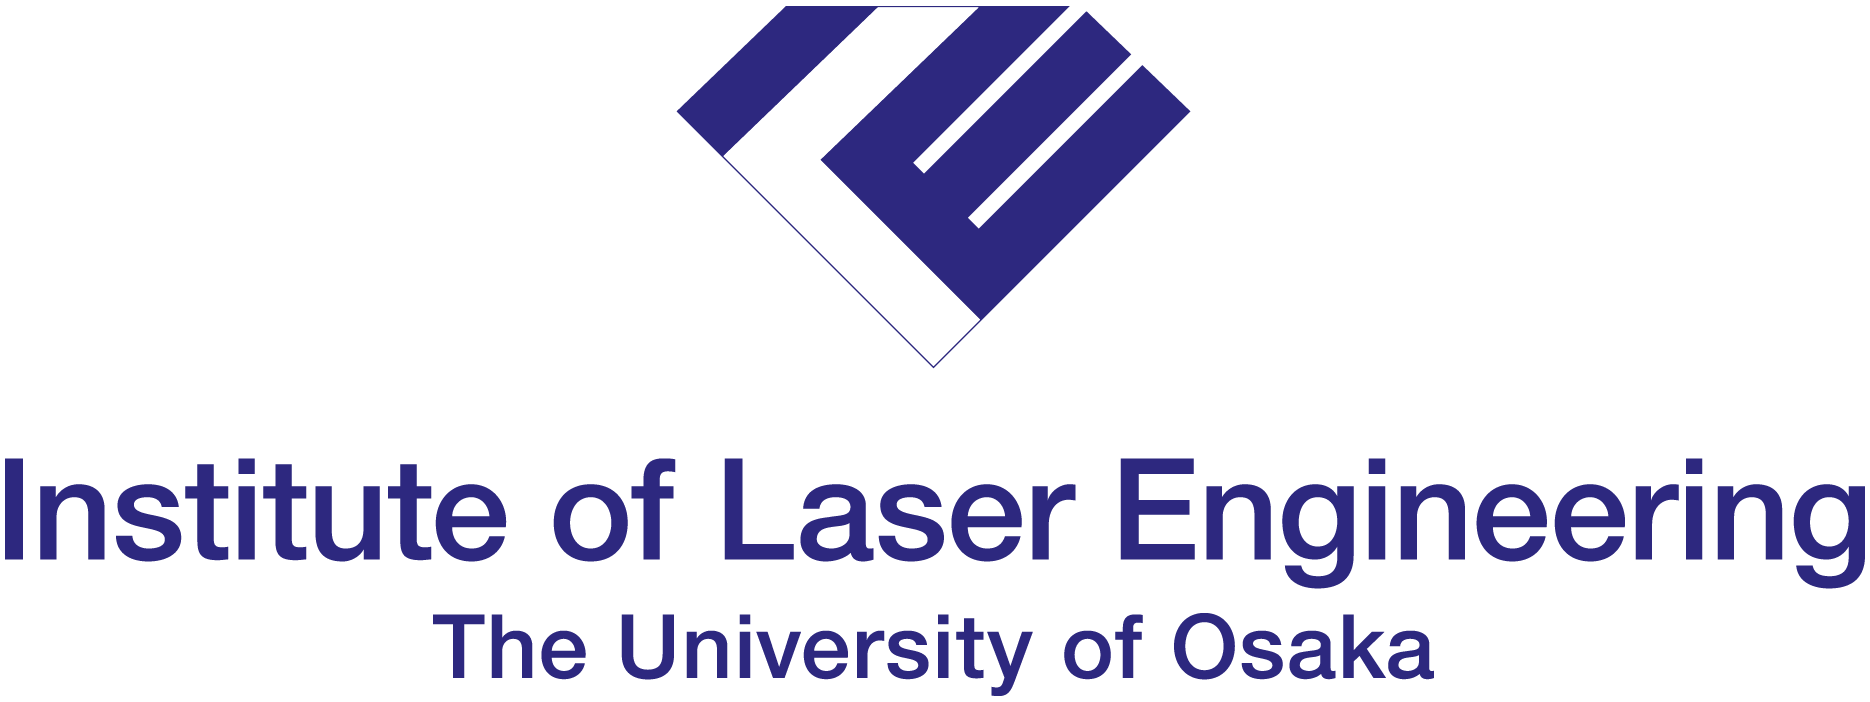 Institute of Laser Engineering
The University of Osaka